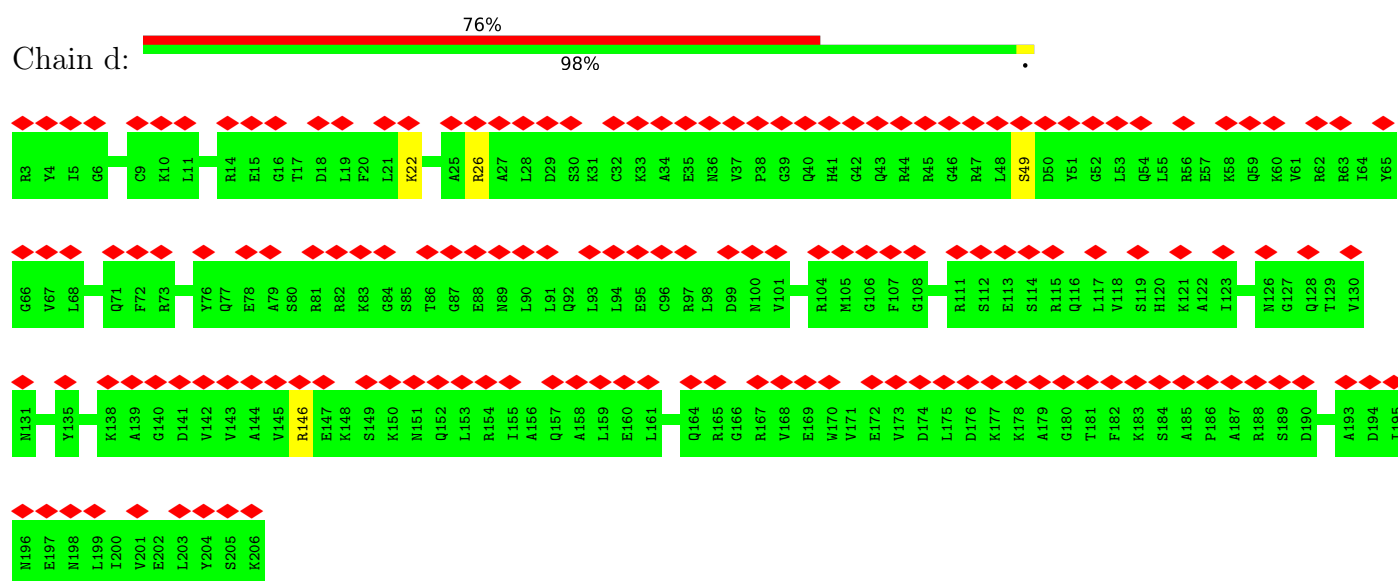 76%
Chain d:
98%
.
R3 Y4 I5 G6 C9 K10 L11 R14 E15 G16 T17 D18 L19 F20 L21 K22 A25 R26 A27 L28 D29 S30 K31 C32 K33 A34 E35 N36 V37 P38 G39 Q40 H41 G42 Q43 R44 R45 G46 R47 L48 S49 D50 Y51 G52 L53 Q54 L55 R56 E57 K58 Q59 K60 V61 R62 R63 I64 Y65
G66 V67 L68 Q71 F72 R73 Y76 Q77 E78 A79 S80 R81 R82 K83 G84 S85 T86 G87 E88 N89 L90 L91 Q92 L93 L94 E95 C96 R97 L98 D99 N100 V101 R104 M105 G106 F107 G108 R111 S112 E113 S114 R115 Q116 L117 V118 S119 H120 K121 A122 I123 N126 G127 Q128 T129 V130
N131 Y135 K138 A139 G140 D141 V142 V143 A144 V145 R146 E147 K148 S149 K150 N151 Q152 L153 R154 I155 A156 Q157 A158 L159 E160 L161 Q164 R165 G166 R167 V168 E169 W170 V171 E172 V173 D174 L175 D176 K177 K178 A179 G180 T181 F182 K183 S184 A185 P186 A187 R188 S189 D190 A193 D194 I195
N196 E197 N198 L199 I200 V201 E202 L203 Y204 S205 K206